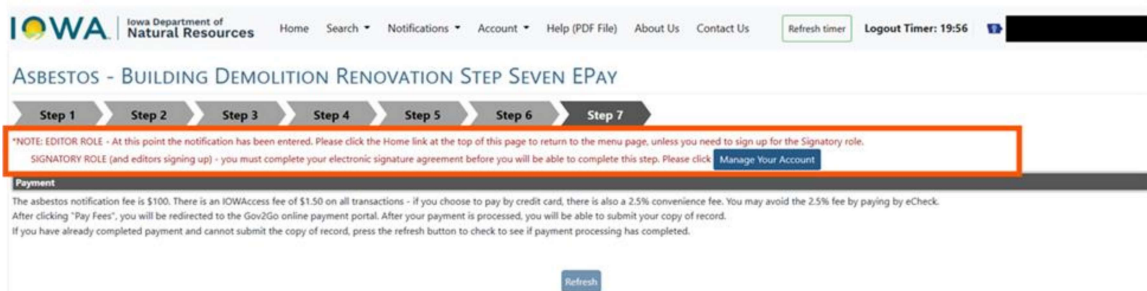 IOWA Iowa Department of
Natural Resources
Home Search Notifications Account Help (PDF File) About Us Contact Us Refresh timer Logout Timer: 19:56
ASBESTOS - BUILDING DEMOLITION RENOVATION STEP SEVEN EPAY
Step 1 Step 2 Step 3 Step 4 Step 5 Step 6 Step 7
*NOTE: EDITOR ROLE - At this point the notification has been entered. Please click the Home link at the top of this page to return to the menu page, unless you need to sign up for the Signatory role.
SIGNATORY ROLE (and editors signing up) - you must complete your electronic signature agreement before you will be able to complete this step. Please click Manage Your Account
Payment
The asbestos notification fee is $100. There is an IOWAccess fee of $1.50 on all transactions - if you choose to pay by credit card, there is also a 2.5% convenience fee. You may avoid the 2.5% fee by paying by eCheck.
After clicking "Pay Fees", you will be redirected to the Gov2Go online payment portal. After your payment is processed, you will be able to submit your copy of record.
If you have already completed payment and cannot submit the copy of record, press the refresh button to check to see if payment processing has completed.
Refresh